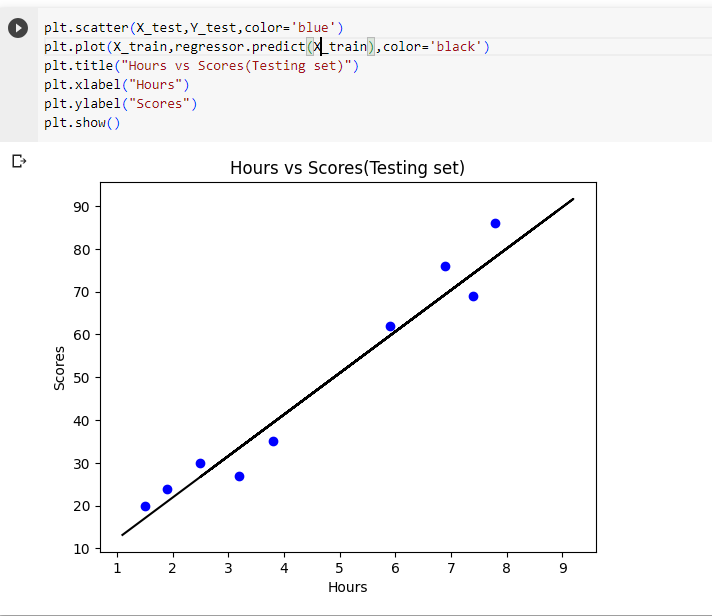 plt.scatter(X_test,Y_test,color='blue')
plt.plot(X_train,regressor.predict(X_train),color='black')
plt.title("Hours vs Scores(Testing set)")
plt.xlabel("Hours")
plt.ylabel("Scores")
plt.show()
Hours vs Scores(Testing set)
90
80
70
60
50
40
30
20
10
Scores
1 2 3 4 5 6 7 8 9
Hours